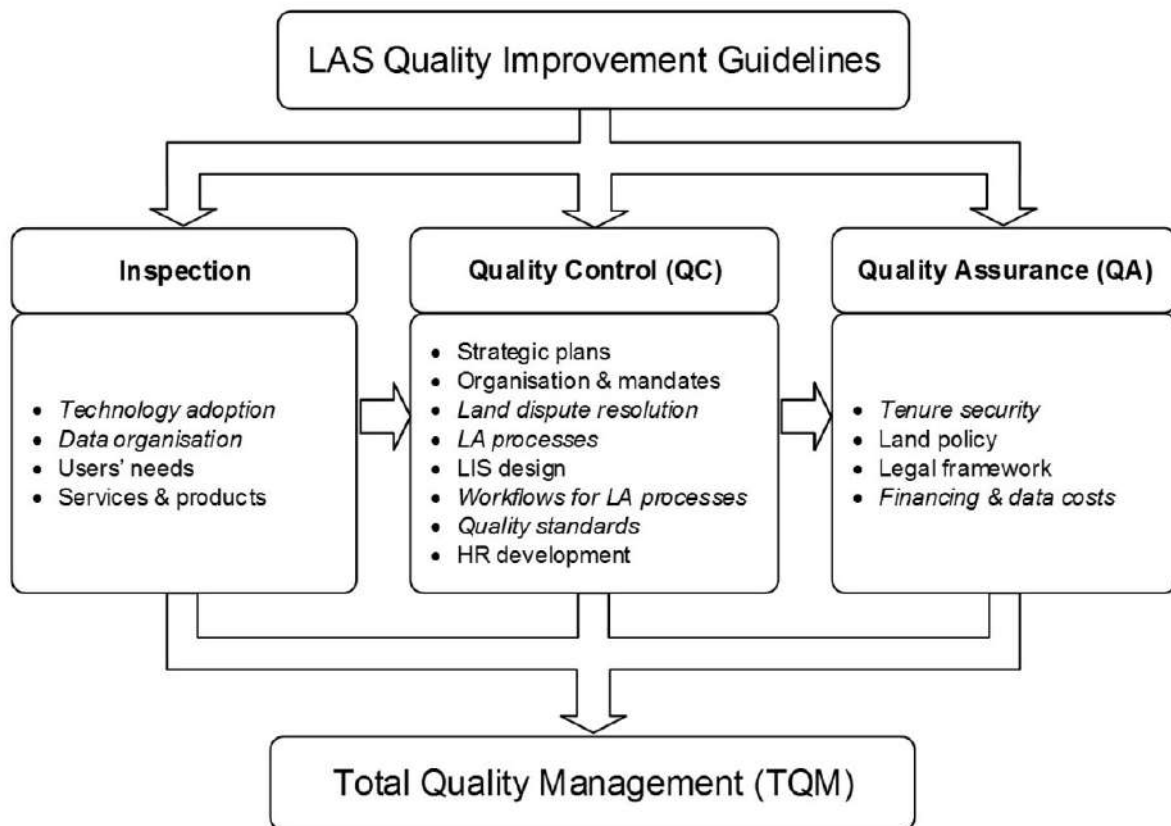 LAS Quality Improvement Guidelines
Inspection
• Technology adoption
• Data organisation
• Users' needs
• Services & products
Quality Control (QC)
• Strategic plans
• Organisation & mandates
• Land dispute resolution
• LA processes
• LIS design
• Workflows for LA processes
• Quality standards
• HR development
Quality Assurance (QA)
• Tenure security
• Land policy
• Legal framework
• Financing & data costs
Total Quality Management (TQM)